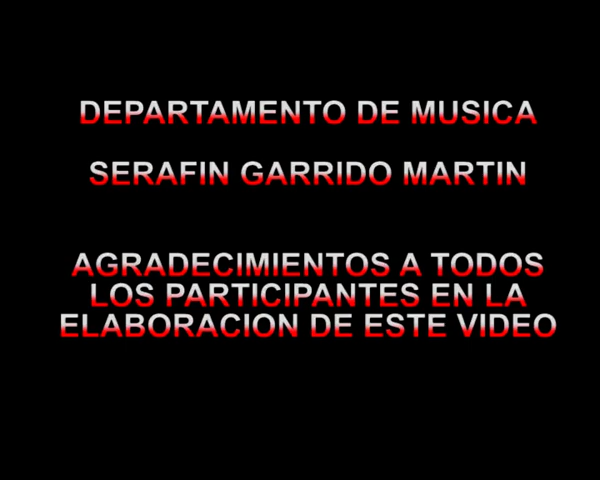 DEPARTAMENTO DE MUSICA
SERAFIN GARRIDO MARTIN
AGRADECIMIENTOS A TODOS
LOS PARTICIPANTES EN LA
ELABORACION DE ESTE VIDEO